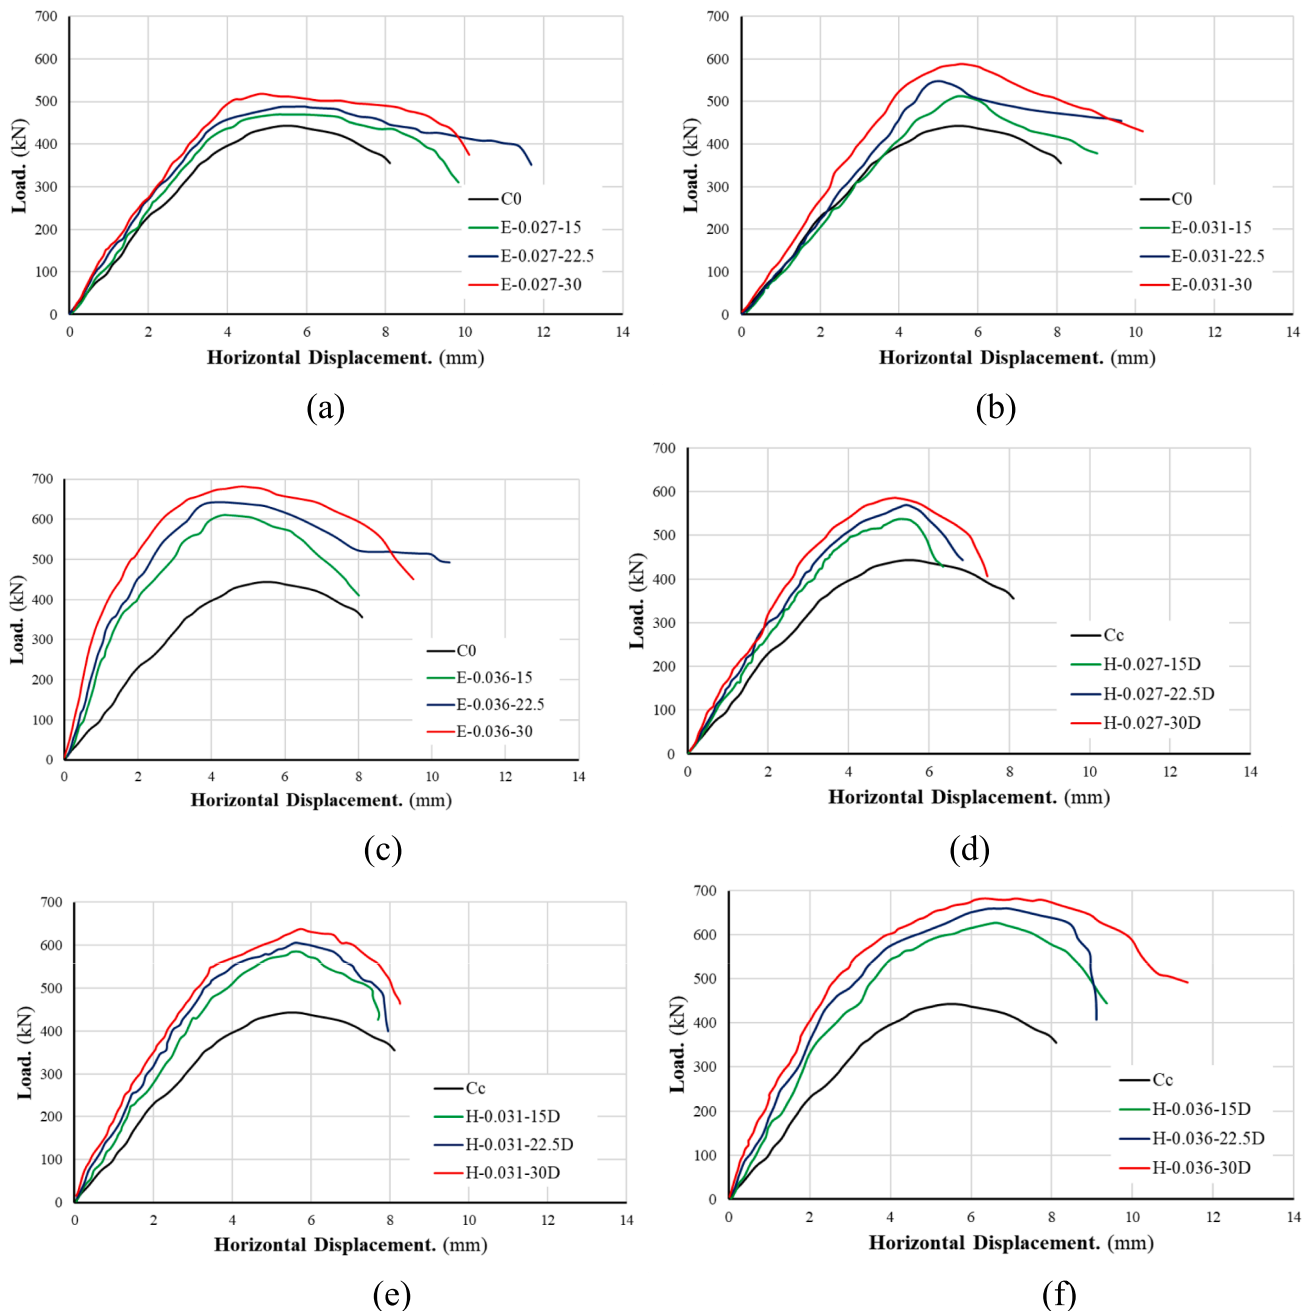 700
600
500
400
300
200
100
0
Load. (kN)
C0
E-0.027-15
E-0.027-22.5
E-0.027-30
0 2 4 6 8 10 12 14
Horizontal Displacement. (mm)
(a)
700
600
500
400
300
200
100
0
Load. (kN)
C0
E-0.031-15
E-0.031-22.5
E-0.031-30
0 2 4 6 8 10 12 14
Horizontal Displacement. (mm)
(b)
700
600
500
400
300
200
100
0
Load. (kN)
C0
E-0.036-15
E-0.036-22.5
E-0.036-30
0 2 4 6 8 10 12 14
Horizontal Displacement. (mm)
(c)
700
600
500
400
300
200
100
0
Load. (kN)
Cc
H-0.027-15D
H-0.027-22.5D
H-0.027-30D
0 2 4 6 8 10 12 14
Horizontal Displacement. (mm)
(d)
700
600
500
400
300
200
100
0
Load. (kN)
Cc
H-0.031-15D
H-0.031-22.5D
H-0.031-30D
0 2 4 6 8 10 12 14
Horizontal Displacement. (mm)
(e)
700
600
500
400
300
200
100
0
Load. (kN)
Cc
H-0.036-15D
H-0.036-22.5D
H-0.036-30D
0 2 4 6 8 10 12 14
Horizontal Displacement. (mm)
(f)